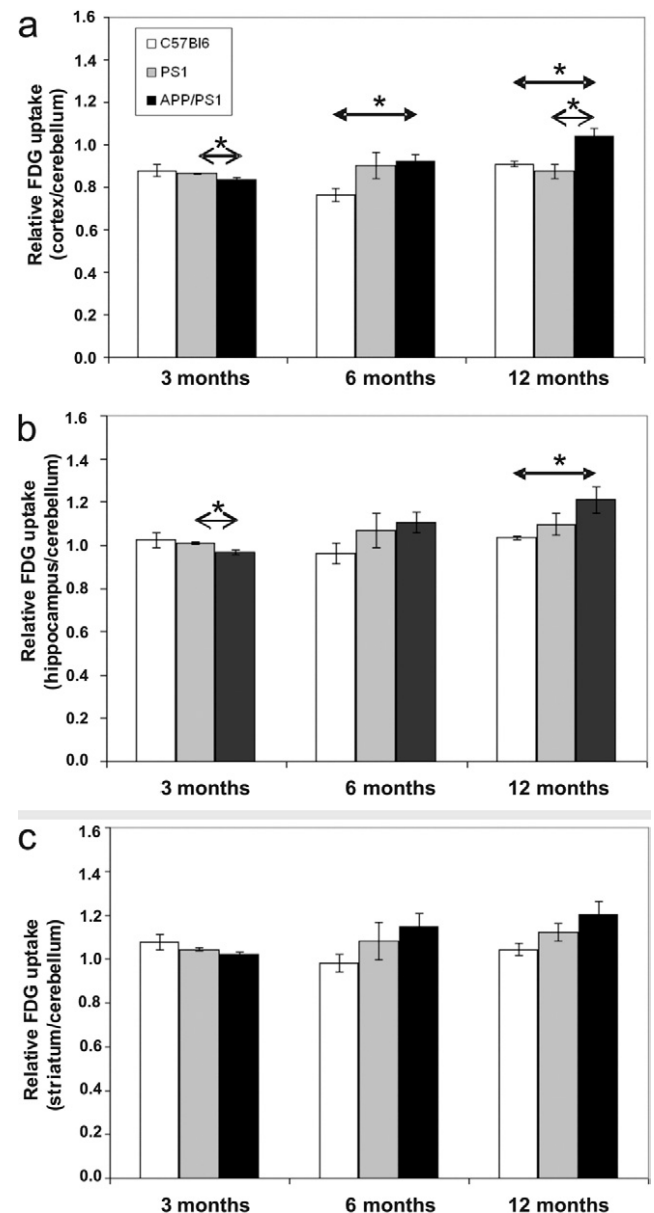 a
C57Bl6
PS1
APP/PS1
Relative FDG uptake
(cortex/cerebellum)
1.6
1.4
1.2
1.0
0.8
0.6
0.4
0.2
0.0
*
*
*
*
3 months
6 months
12 months
b
Relative FDG uptake
(hippocampus/cerebellum)
1.6
1.4
1.2
1.0
0.8
0.6
0.4
0.2
0.0
*
*
3 months
6 months
12 months
c
Relative FDG uptake
(striatum/cerebellum)
1.6
1.4
1.2
1.0
0.8
0.6
0.4
0.2
0.0
3 months
6 months
12 months